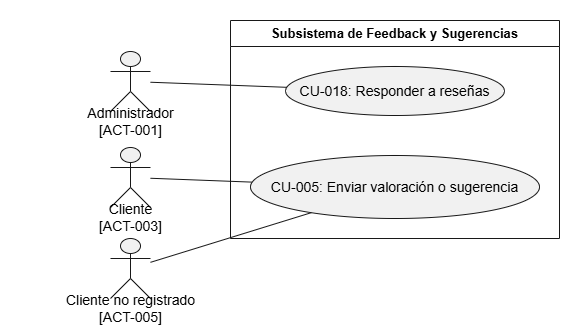 Subsistema de Feedback y Sugerencias
CU-018: Responder a reseñas
Administrador
[ACT-001]
CU-005: Enviar valoración o sugerencia
Cliente
[ACT-003]
Cliente no registrado
[ACT-005]